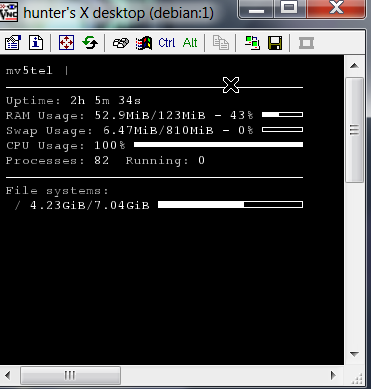 hunter's X desktop (debian:1)
Ctrl Alt
mv5tel |
Uptime: 2h 5m 34s
RAM Usage: 52.9MiB/123MiB - 43%
Swap Usage: 6.47MiB/810MiB - 0%
CPU Usage: 100%
Processes: 82 Running: 0
File systems:
/ 4.23GiB/7.04GiB